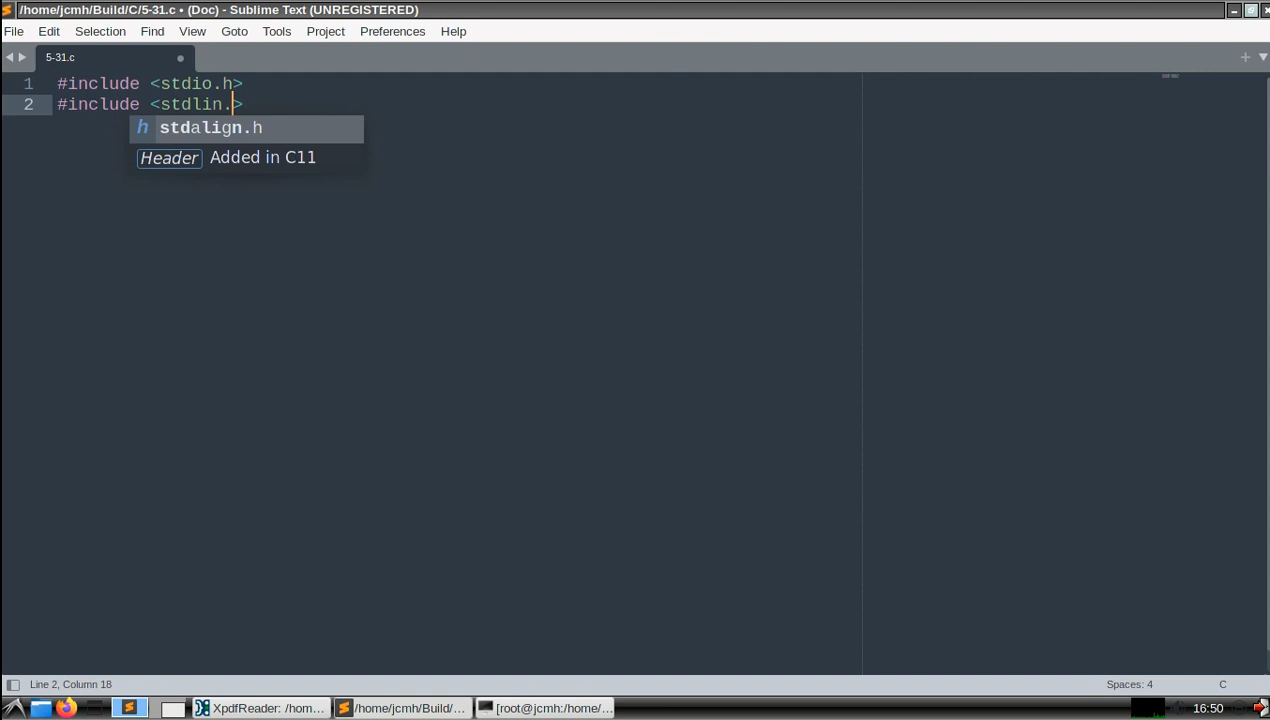 /home/jcmh/Build/C/5-31.c • (Doc) - Sublime Text (UNREGISTERED)
File Edit Selection Find View Goto Tools Project Preferences Help
5-31.c
1 #include <stdio.h>
2 #include <stdlin.>
h stdalign.h
Header Added in C11
Line 2, Column 18 Spaces: 4 C
XpdfReader: /hom... /home/jcmh/Build/... [root@jcmh:/home/... 16:50